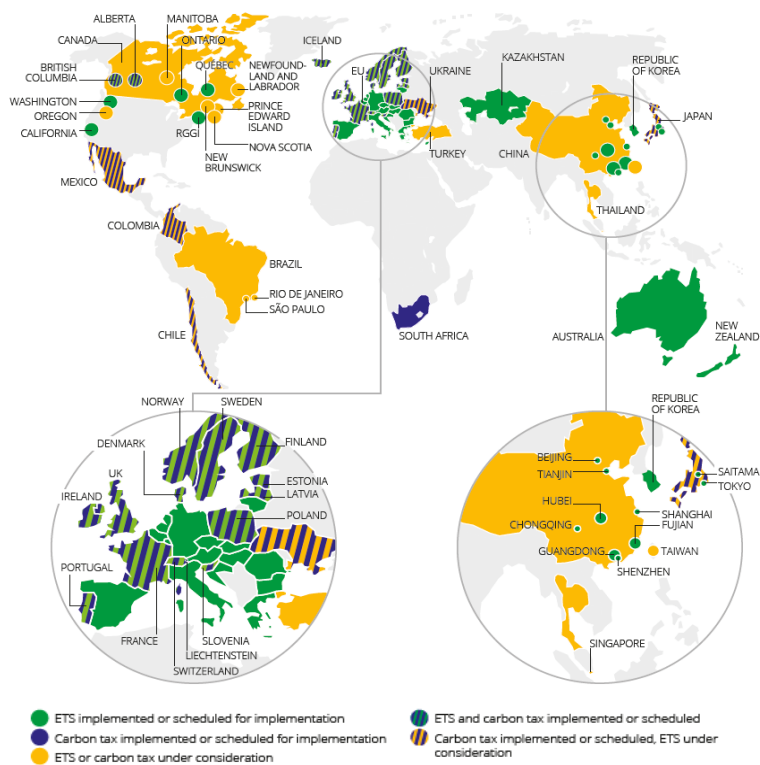 ALBERTA
MANITOBA
CANADA
ONTARIO
ICELAND
QUÉBEC
NEWFOUND-
LAND AND
LABRADOR
BRITISH
COLUMBIA
EU
UKRAINE
KAZAKHSTAN
REPUBLIC
OF KOREA
WASHINGTON
OREGON
CALIFORNIA
RGGI
PRINCE
EDWARD
ISLAND
NOVA SCOTIA
NEW
BRUNSWICK
JAPAN
TURKEY
CHINA
MEXICO
THAILAND
COLOMBIA
BRAZIL
RIO DE JANEIRO
SÃO PAULO
CHILE
SOUTH AFRICA
AUSTRALIA
NEW
ZEALAND
NORWAY
SWEDEN
DENMARK
FINLAND
UK
ESTONIA
LATVIA
IRELAND
POLAND
PORTUGAL
FRANCE
SLOVENIA
LIECHTENSTEIN
SWITZERLAND
REPUBLIC
OF KOREA
BEIJING
TIANJIN
SAITAMA
TOKYO
HUBEI
SHANGHAI
CHONGQING
FUJIAN
GUANGDONG
TAIWAN
SHENZHEN
SINGAPORE
ETS implemented or scheduled for implementation
Carbon tax implemented or scheduled for implementation
ETS or carbon tax under consideration
ETS and carbon tax implemented or scheduled
Carbon tax implemented or scheduled, ETS under
consideration